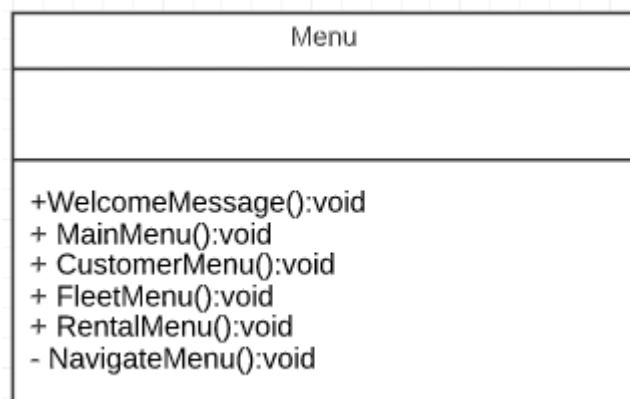 Menu
+WelcomeMessage():void
+ MainMenu():void
+ CustomerMenu():void
+ FleetMenu():void
+ RentalMenu():void
- NavigateMenu():void